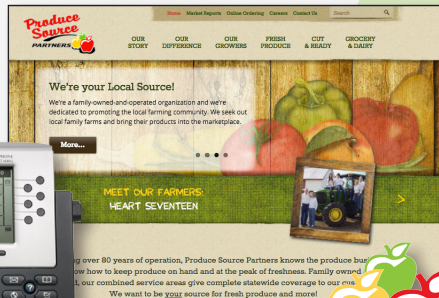 Produce
Source
PARTNERS
Home Market Reports Online Ordering Careers Contact Us Search
OUR STORY
OUR DIFFERENCE
OUR GROWERS
FRESH PRODUCE
CUT & READY
GROCERY & DAIRY
We're your Local Source!
We're a family-owned-and-operated organization and we're
dedicated to promoting the local farming community. We seek out
local family farms and bring their products into the marketplace.
More...
MEET OUR FARMERS:
HEART SEVENTEEN
>
over 80 years of operation, Produce Source Partners knows the produce
how to keep produce on hand and at the peak of freshness. Family owned
our combined service areas give complete statewide coverage to our
We want to be your source for fresh produce and more!